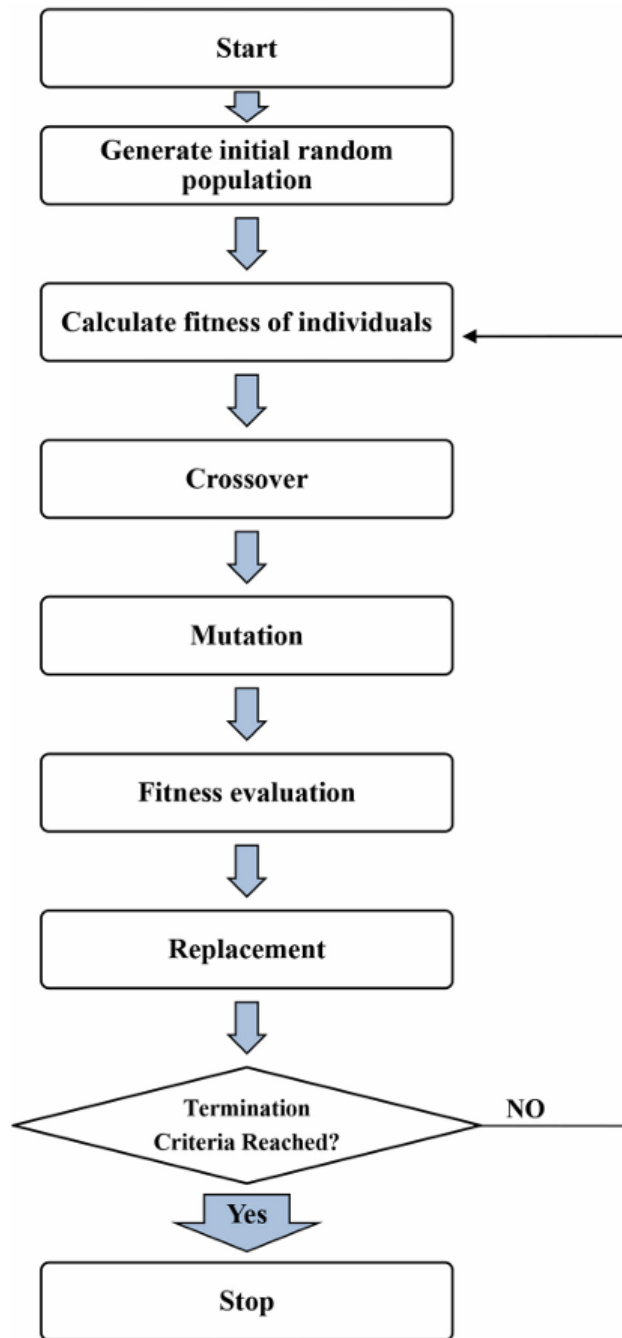 Start
Generate initial random
population
Calculate fitness of individuals
Crossover
Mutation
Fitness evaluation
Replacement
Termination
Criteria Reached?
NO
Yes
Stop